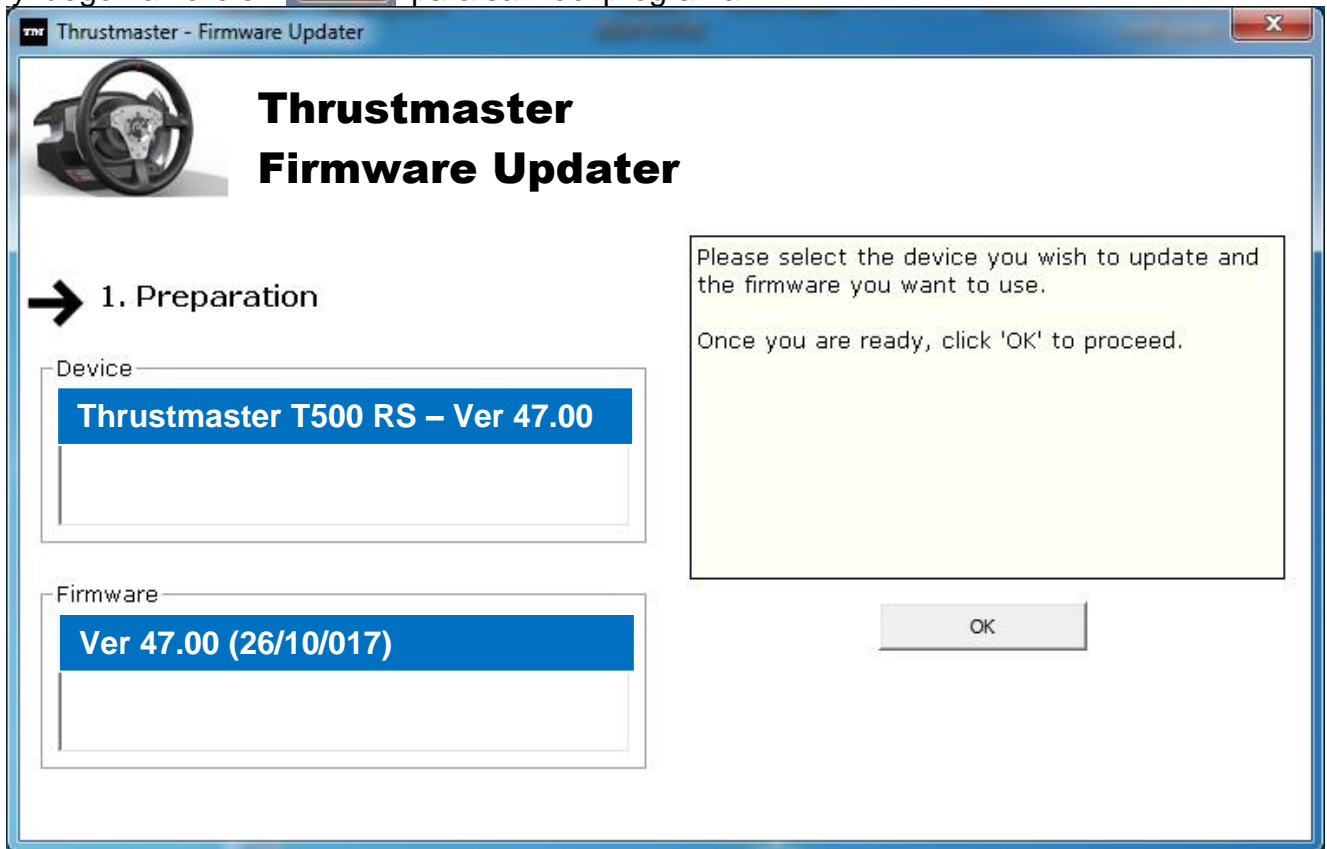 Thrustmaster - Firmware Updater
Thrustmaster
Firmware Updater
1. Preparation
Please select the device you wish to update and
the firmware you want to use.
Once you are ready, click 'OK' to proceed.
Device
Thrustmaster T500 RS – Ver 47.00
Firmware
Ver 47.00 (26/10/017)
OK